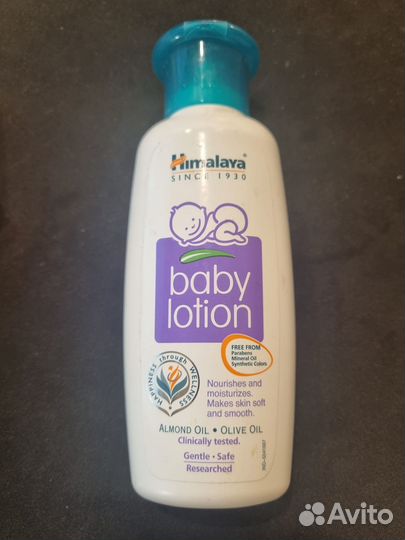 Himalaya
SINCE 1930
baby
lotion
FREE FROM
Parabens
Mineral Oil
Synthetic Colors
HAPPINESS through WELLNESS
Nourishes and
moisturizes.
Makes skin soft
and smooth.
ALMOND OIL • OLIVE OIL
Clinically tested.
Gentle • Safe
Researched
Avito